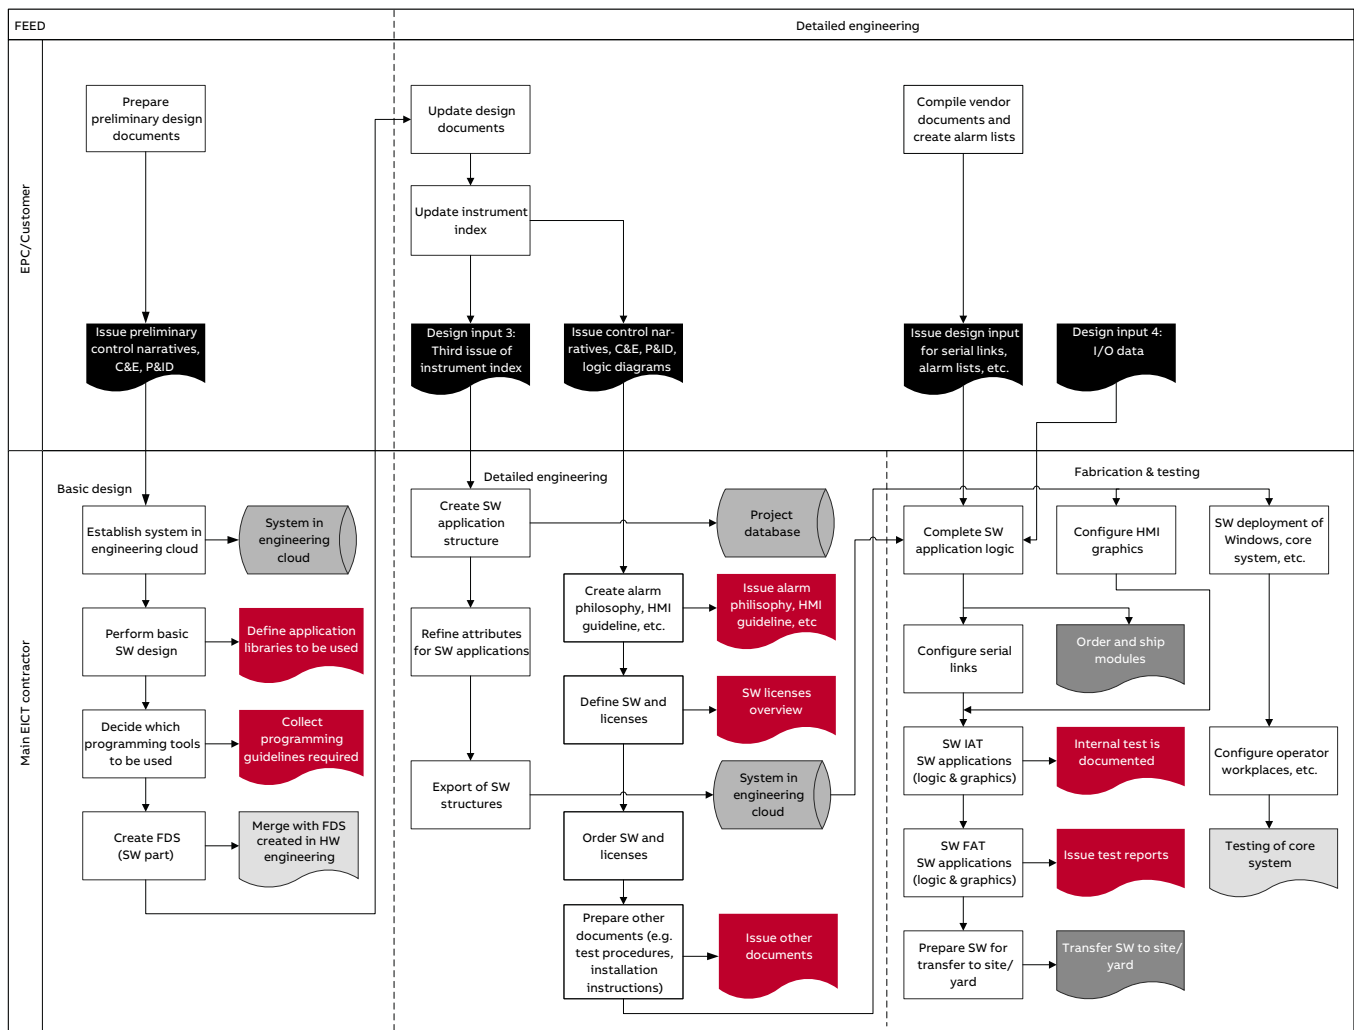 FEED
Detailed engineering
EPC/Customer
Prepare
preliminary design
documents
Update design
documents
Compile vendor
documents and
create alarm lists
Update instrument
index
Issue preliminary
control narratives,
C&E, P&ID
Design input 3:
Third issue of
instrument index
Issue control nar-
ratives, C&E, P&ID,
logic diagrams
Issue design input
for serial links,
alarm lists, etc.
Design input 4:
I/O data
Main EICT contractor
Basic design
Establish system in
engineering cloud
System in
engineering
cloud
Perform basic
SW design
Define application
libraries to be used
Decide which
programming tools
to be used
Collect
programming
guidelines required
Create FDS
(SW part)
Merge with FDS
created in HW
engineering
Detailed engineering
Create SW
application
structure
Project
database
Create alarm
philosophy, HMI
guideline, etc.
Issue alarm
philisophy, HMI
guideline, etc
Refine attributes
for SW applications
Define SW and
licenses
SW licenses
overview
Export of SW
structures
System in
engineering
cloud
Order SW and
licenses
Prepare other
documents (e.g.
test procedures,
installation
instructions)
Issue other
documents
Fabrication & testing
Complete SW
application logic
Configure HMI
graphics
SW deployment of
Windows, core
system, etc.
Configure serial
links
Order and ship
modules
SW IAT
SW applications
(logic & graphics)
Internal test is
documented
Configure operator
workplaces, etc.
SW FAT
SW applications
(logic & graphics)
Issue test reports
Testing of core
system
Prepare SW for
transfer to site/
yard
Transfer SW to site/
yard